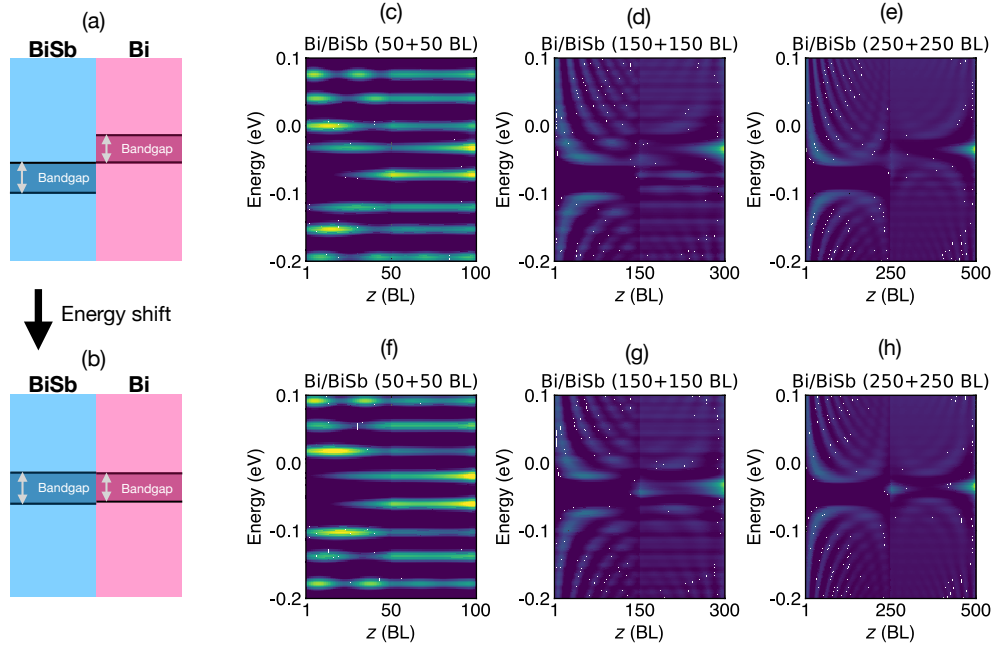 (a)
BiSb Bi
Bandgap
Bandgap
Energy shift
(b)
BiSb Bi
Bandgap Bandgap
(c)
Bi/BiSb (50+50 BL)
Energy (eV)
0.1
0.0
-0.1
-0.2
1 50 100
z (BL)
(d)
Bi/BiSb (150+150 BL)
Energy (eV)
0.1
0.0
-0.1
-0.2
1 150 300
z (BL)
(e)
Bi/BiSb (250+250 BL)
Energy (eV)
0.1
0.0
-0.1
-0.2
1 250 500
z (BL)
(f)
Bi/BiSb (50+50 BL)
Energy (eV)
0.1
0.0
-0.1
-0.2
1 50 100
z (BL)
(g)
Bi/BiSb (150+150 BL)
Energy (eV)
0.1
0.0
-0.1
-0.2
1 150 300
z (BL)
(h)
Bi/BiSb (250+250 BL)
Energy (eV)
0.1
0.0
-0.1
-0.2
1 250 500
z (BL)